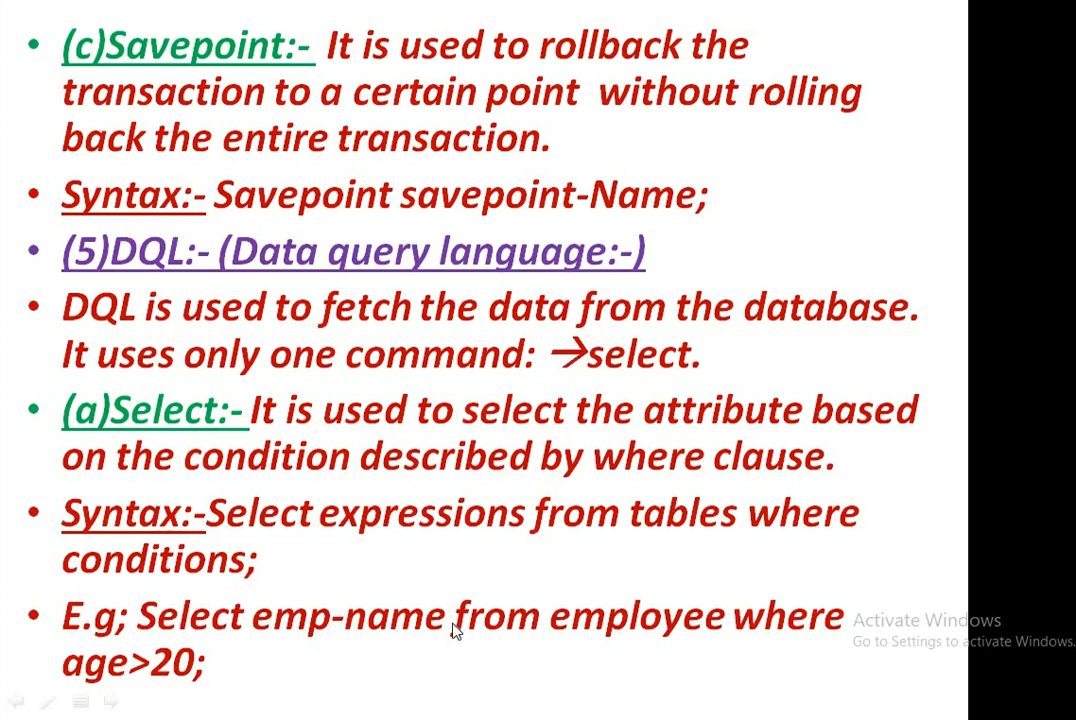 • (c)Savepoint:- It is used to rollback the
transaction to a certain point without rolling
back the entire transaction.
• Syntax:- Savepoint savepoint-Name;
• (5)DQL:- (Data query language:-)
• DQL is used to fetch the data from the database.
It uses only one command: →select.
• (a)Select:- It is used to select the attribute based
on the condition described by where clause.
• Syntax:-Select expressions from tables where
conditions;
• E.g; Select emp-name from employee where
age>20;
Activate Windows
Go to Settings to activate Windows.